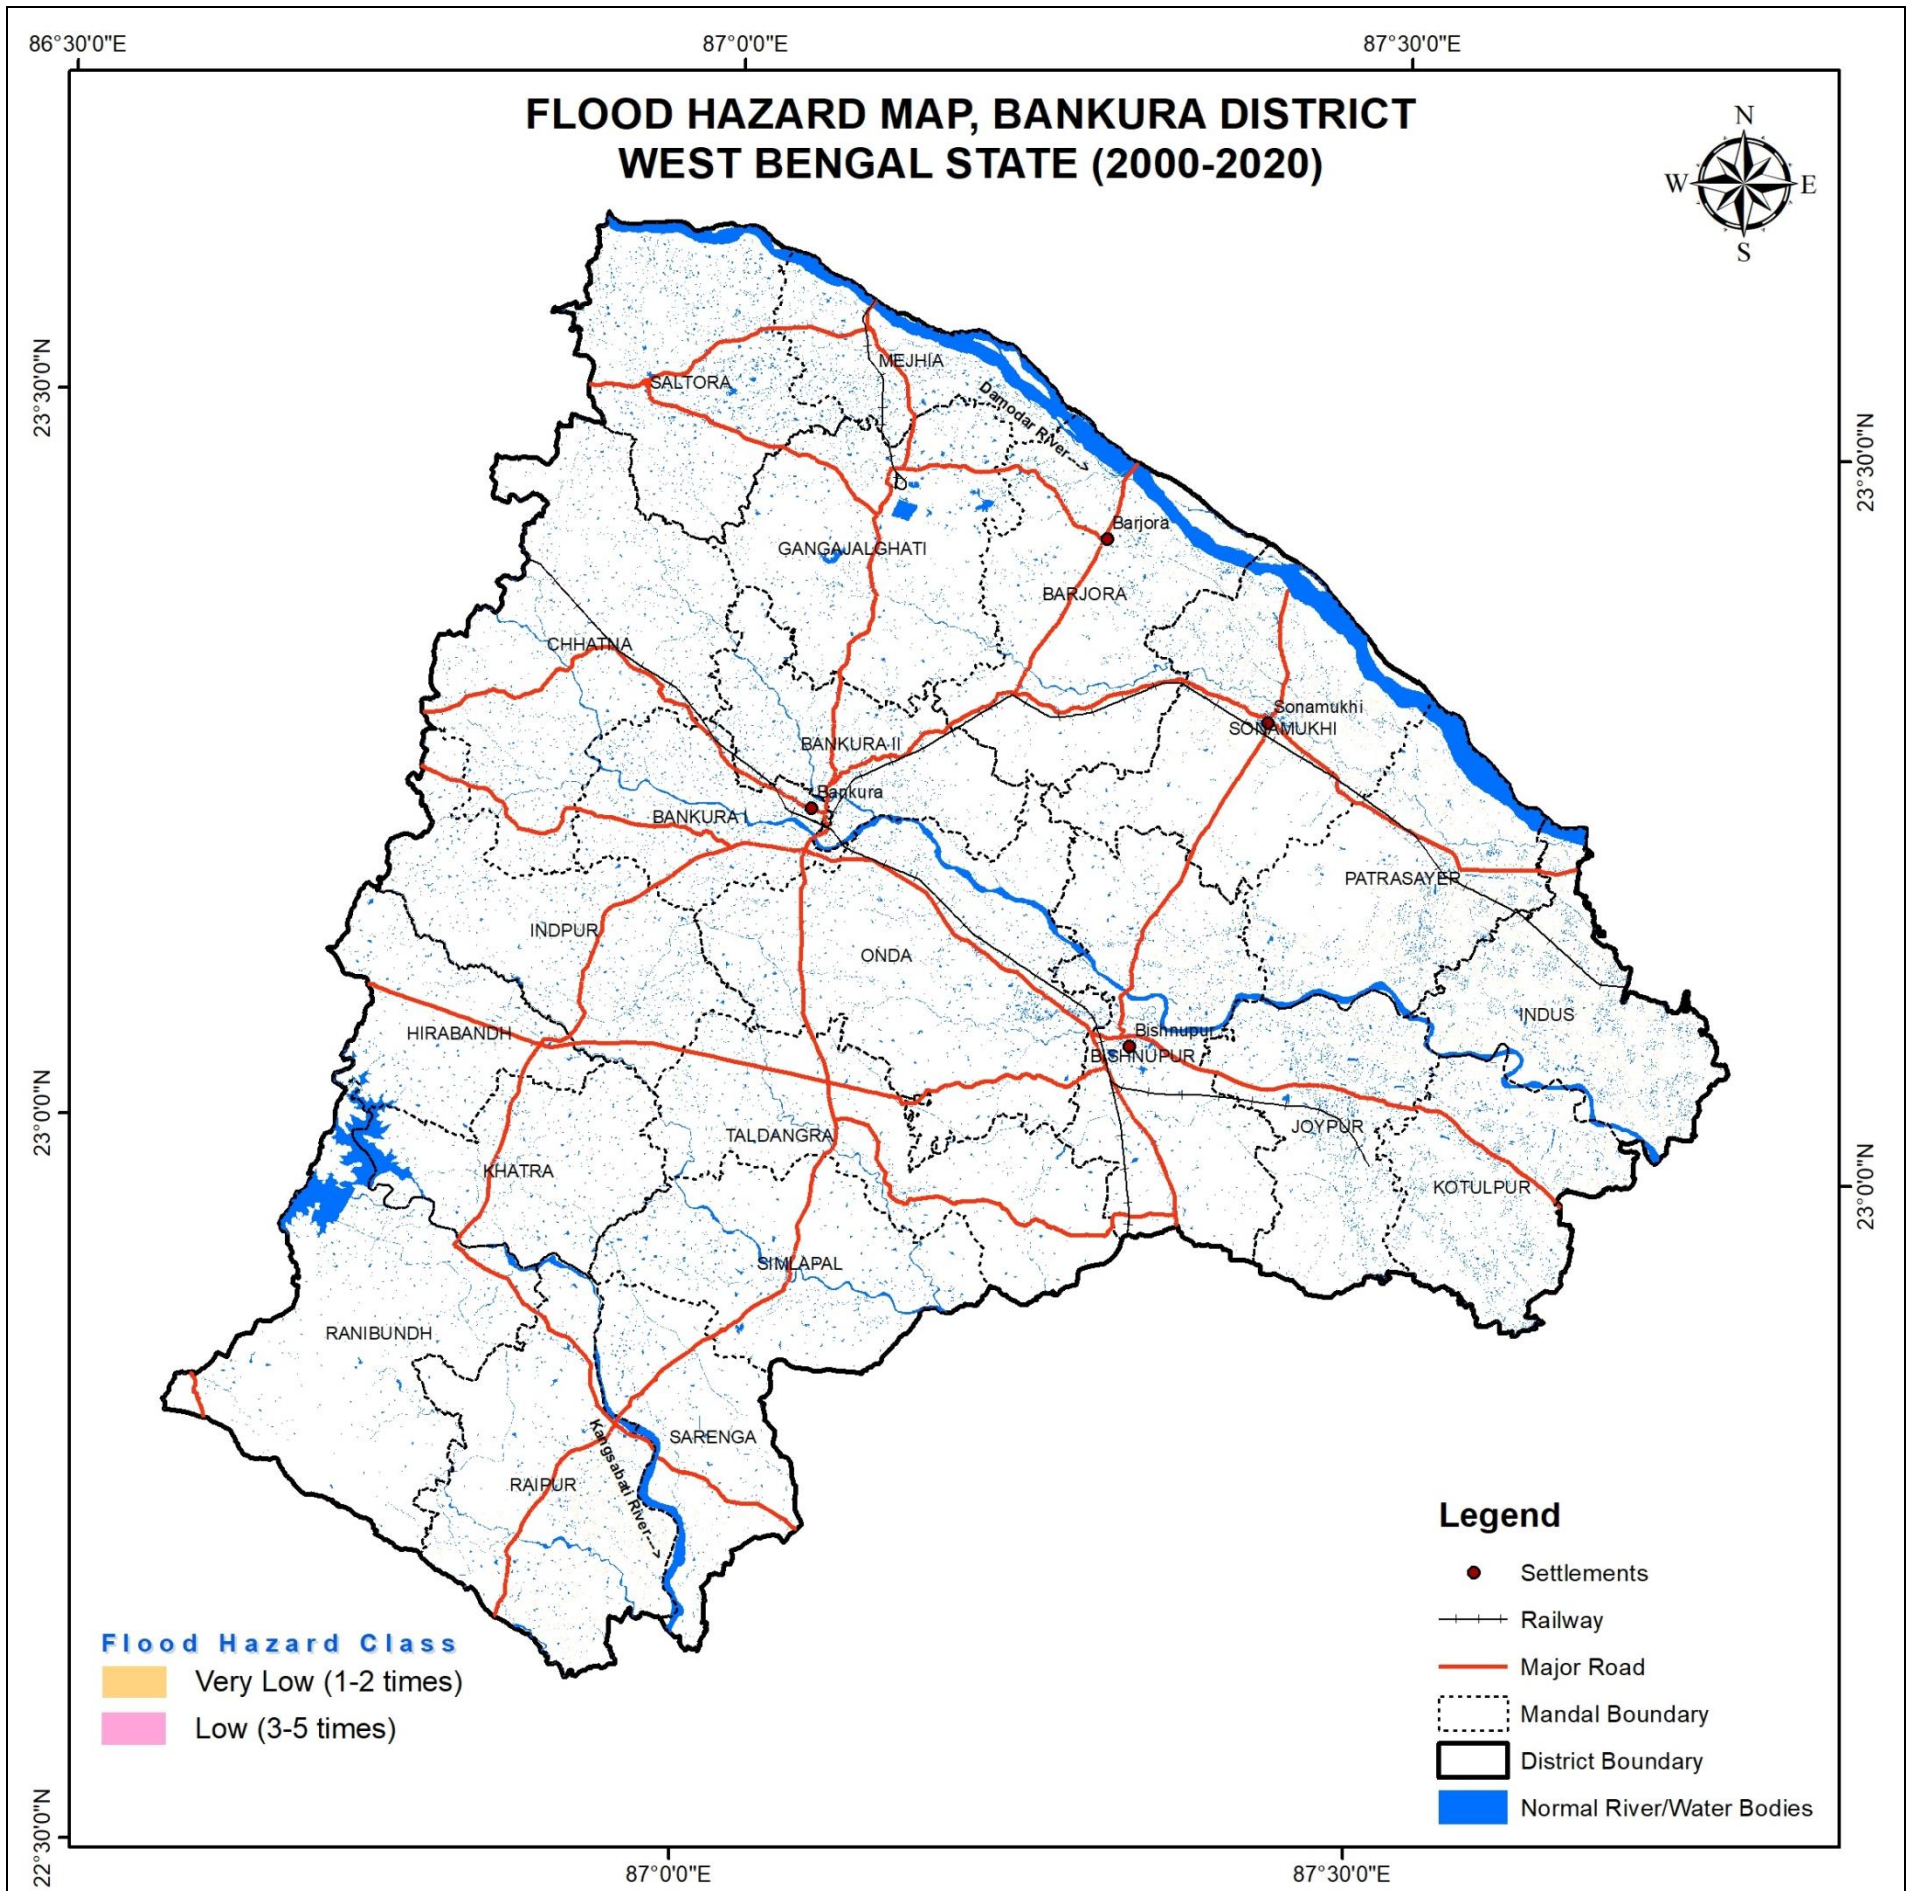 86°30'0"E
87°0'0"E
87°30'0"E
FLOOD HAZARD MAP, BANKURA DISTRICT
WEST BENGAL STATE (2000-2020)
N
W
E
S
23°30'0"N
23°30'0"N
MEJHIA
SALTORA
Damodar River--->
Barjora
GANGAJALGHATI
BARJORA
CHHATNA
Sonamukhi
SONAMUKHI
BANKURA II
Bankura
BANKURA I
PATRASAYER
INDPUR
ONDA
INDUS
HIRABANDH
Bishnupur
BISHNUPUR
23°0'0"N
23°0'0"N
TALDANGRA
JOYPUR
KHATRA
KOTULPUR
SIMLAPAL
RANIBUNDH
SARENGA
Kangsabati River--->
RAIPUR
Legend
Settlements
Railway
Major Road
Mandal Boundary
District Boundary
Normal River/Water Bodies
Flood Hazard Class
Very Low (1-2 times)
Low (3-5 times)
22°30'0"N
87°0'0"E
87°30'0"E